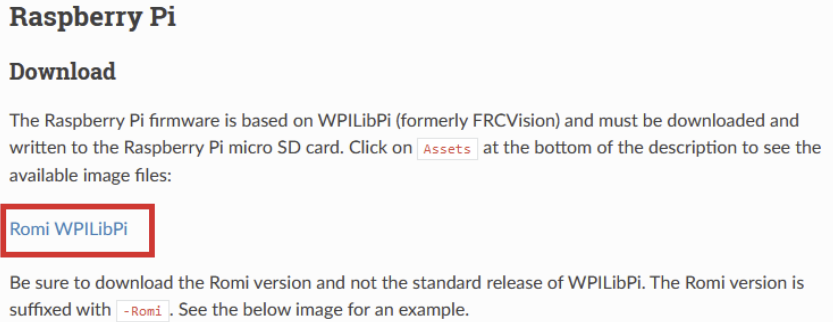 Raspberry Pi
Download
The Raspberry Pi firmware is based on WPILibPi (formerly FRCVision) and must be downloaded and
written to the Raspberry Pi micro SD card. Click on Assets at the bottom of the description to see the
available image files:
Romi WPILibPi
Be sure to download the Romi version and not the standard release of WPILibPi. The Romi version is
suffixed with -Romi . See the below image for an example.